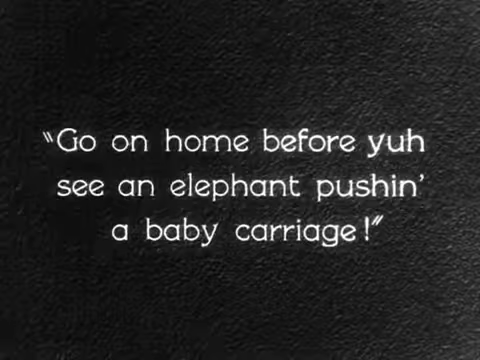 "Go on home before yuh
see an elephant pushin'
a baby carriage!"